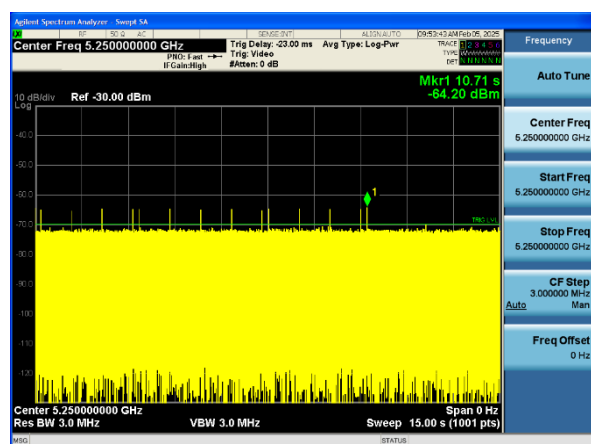 Agilent Spectrum Analyzer - Swept SA
RF 50 Ω AC SENSE:INT ALIGN AUTO 09:53:43 AM Feb 05, 2025
Center Freq 5.250000000 GHz
PNO: Fast
IFGain:High
Trig Delay: -23.00 ms
Trig: Video
#Atten: 0 dB
Avg Type: Log-Pwr
TRACE 1 2 3 4 5 6
TYPE
DET N N N N N N
Mkr1 10.71 s
-64.20 dBm
10 dB/div
Log
Ref -30.00 dBm
-40.0
-50.0
-60.0
1
TRIG LVL
-70.0
-80.0
-90.0
-100
-110
-120
Center 5.250000000 GHz
Span 0 Hz
Res BW 3.0 MHz
VBW 3.0 MHz
Sweep 15.00 s (1001 pts)
MSG
STATUS
Frequency
Auto Tune
Center Freq
5.250000000 GHz
Start Freq
5.250000000 GHz
Stop Freq
5.250000000 GHz
CF Step
3.000000 MHz
Auto Man
Freq Offset
0 Hz